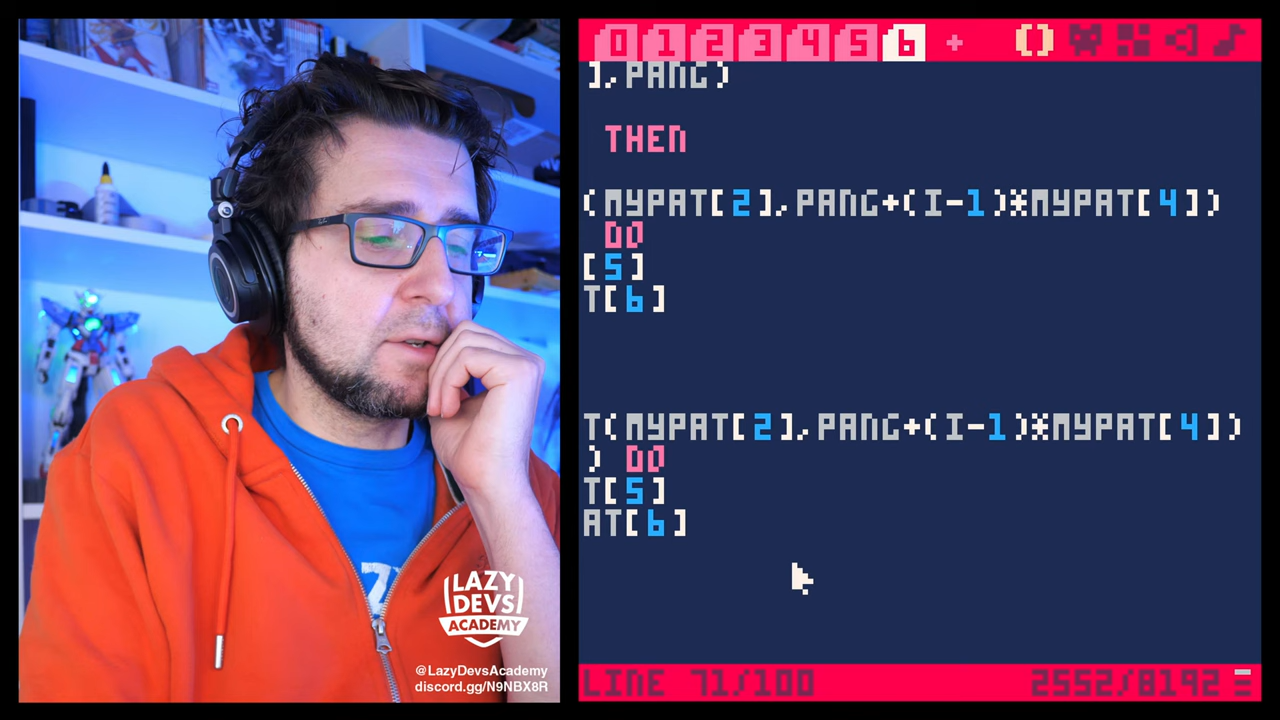 LAZY
DEVS
ACADEMY
@LazyDevsAcademy
discord.gg/N9NBX8R
0 1 2 3 4 5 6 +
],PANG)
THEN
(MYPAT[2],PANG+(I-1)*MYPAT[4])
DO
[5]
T[6]
T(MYPAT[2],PANG+(I-1)*MYPAT[4])
) DO
T[5]
AT[6]
LINE 71/100
2552/8192